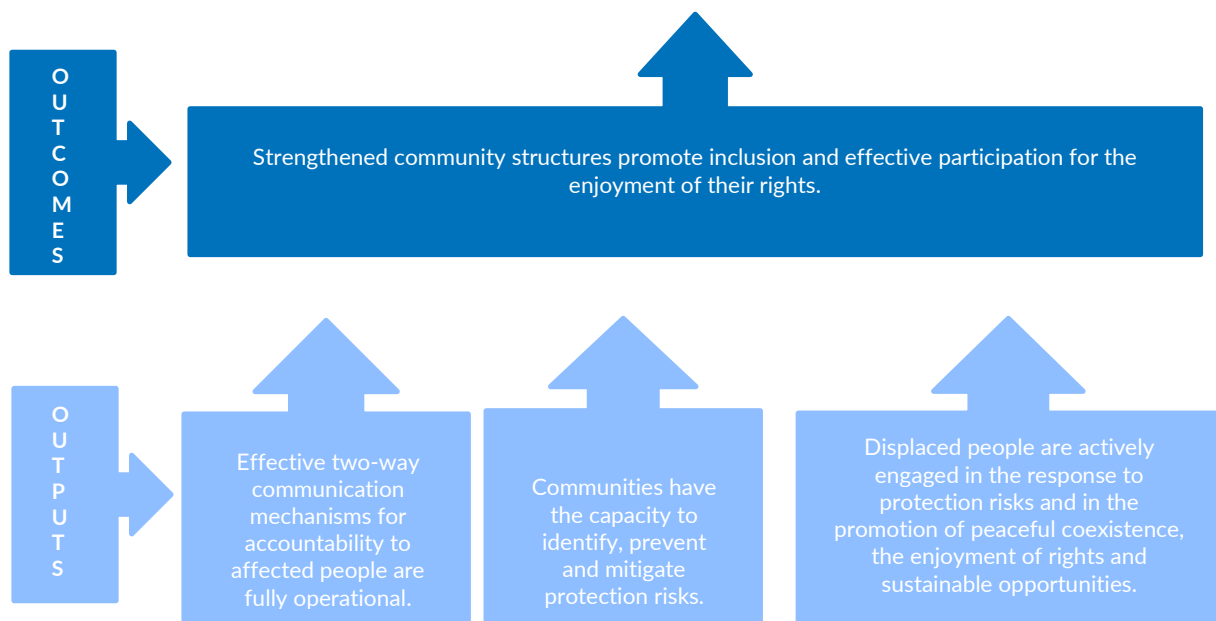 OUTCOMES
Strengthened community structures promote inclusion and effective participation for the
enjoyment of their rights.
OUTPUTS
Effective two-way
communication
mechanisms for
accountability to
affected people are
fully operational.
Communities have
the capacity to
identify, prevent
and mitigate
protection risks.
Displaced people are actively
engaged in the response to
protection risks and in the
promotion of peaceful coexistence,
the enjoyment of rights and
sustainable opportunities.